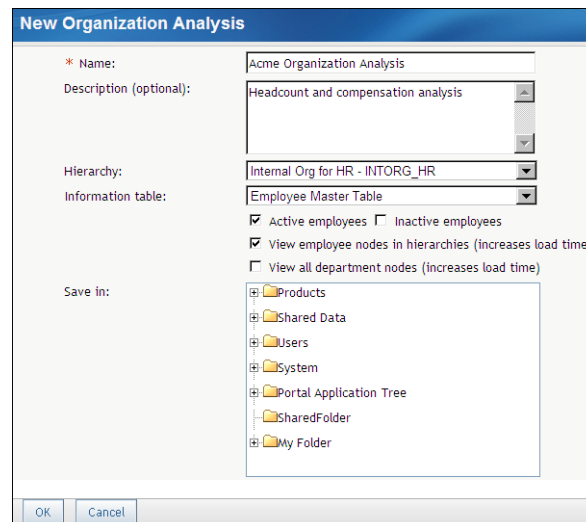 New Organization Analysis
* Name: Acme Organization Analysis
Description (optional): Headcount and compensation analysis
Hierarchy: Internal Org for HR - INTORG_HR
Information table: Employee Master Table
Active employees Inactive employees
View employee nodes in hierarchies (increases load time
View all department nodes (increases load time)
Save in: Products
Shared Data
Users
System
Portal Application Tree
SharedFolder
My Folder
OK Cancel